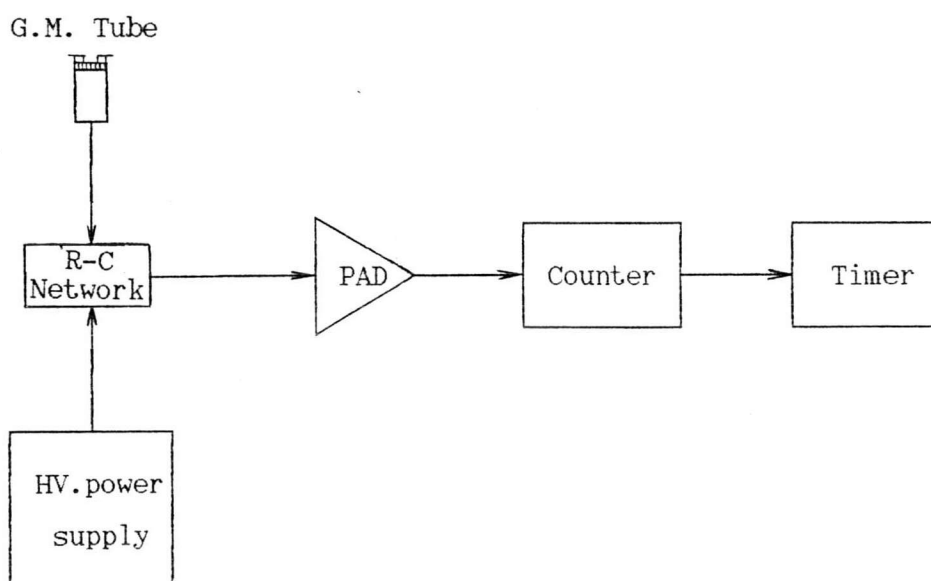 G.M. Tube
R-C
Network
PAD
Counter
Timer
HV.power
supply